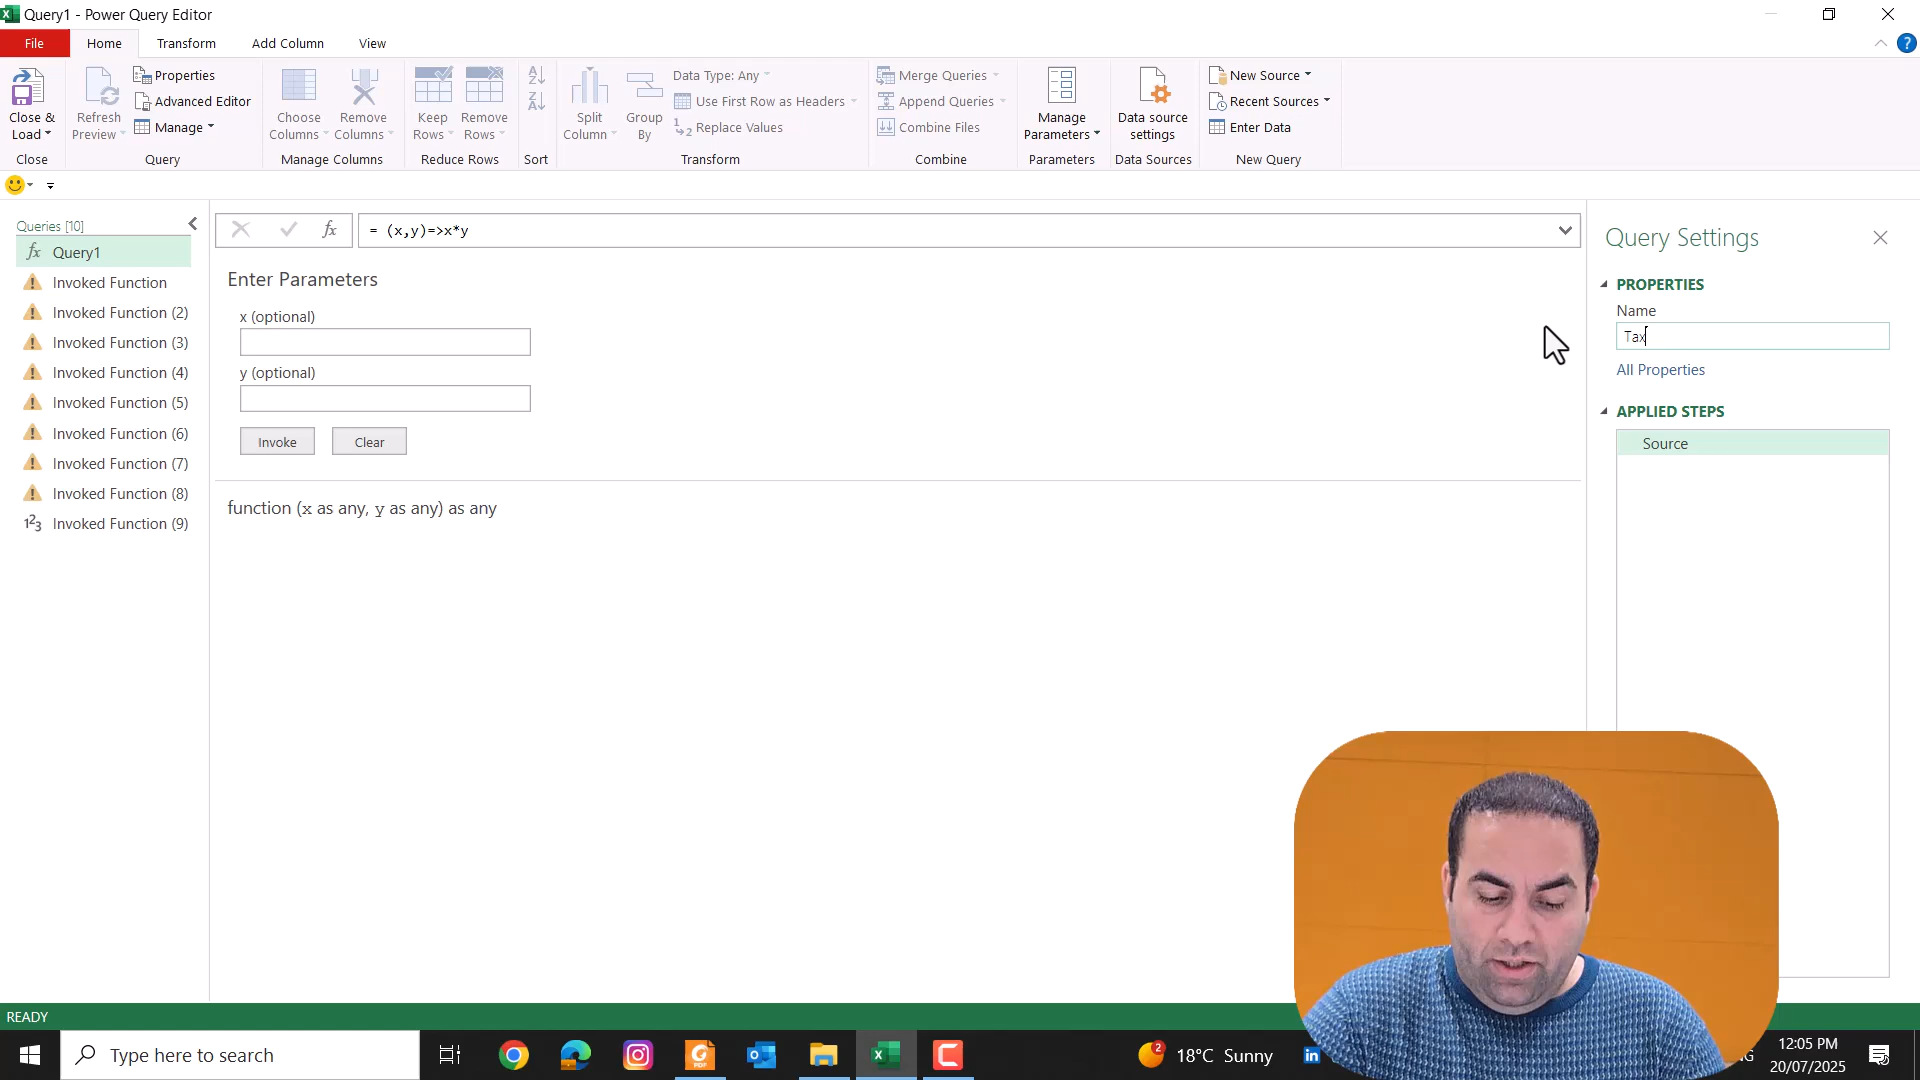 Query1 - Power Query Editor
File
Home
Transform
Add Column
View
?
Close &
Load
Close
Refresh
Preview
Properties
Advanced Editor
Manage
Query
Choose
Columns
Remove
Columns
Manage Columns
Keep
Rows
Remove
Rows
Reduce Rows
Sort
Split
Column
Group
By
Data Type: Any
Use First Row as Headers
Replace Values
Transform
Merge Queries
Append Queries
Combine Files
Combine
Manage
Parameters
Parameters
Data source
settings
Data Sources
New Source
Recent Sources
Enter Data
New Query
Queries [10]
Query1
Invoked Function
Invoked Function (2)
Invoked Function (3)
Invoked Function (4)
Invoked Function (5)
Invoked Function (6)
Invoked Function (7)
Invoked Function (8)
Invoked Function (9)
fx
= (x,y)=>x*y
Enter Parameters
x (optional)
y (optional)
Invoke
Clear
function (x as any, y as any) as any
Query Settings
PROPERTIES
Name
Tax
All Properties
APPLIED STEPS
Source
READY
Type here to search
2
18°C Sunny
in
12:05 PM
20/07/2025